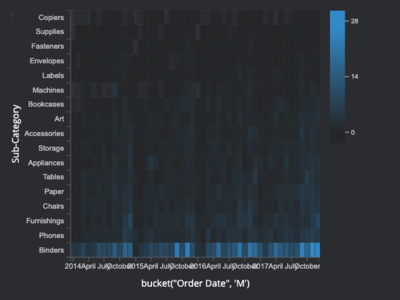 Copiers
Supplies
Fasteners
Envelopes
Labels
Machines
Bookcases
Art
Accessories
Storage
Appliances
Tables
Paper
Chairs
Furnishings
Phones
Binders
Sub-Category
2014 April July October 2015 April July October 2016 April July October 2017 April July October
bucket("Order Date", 'M')
28
14
0